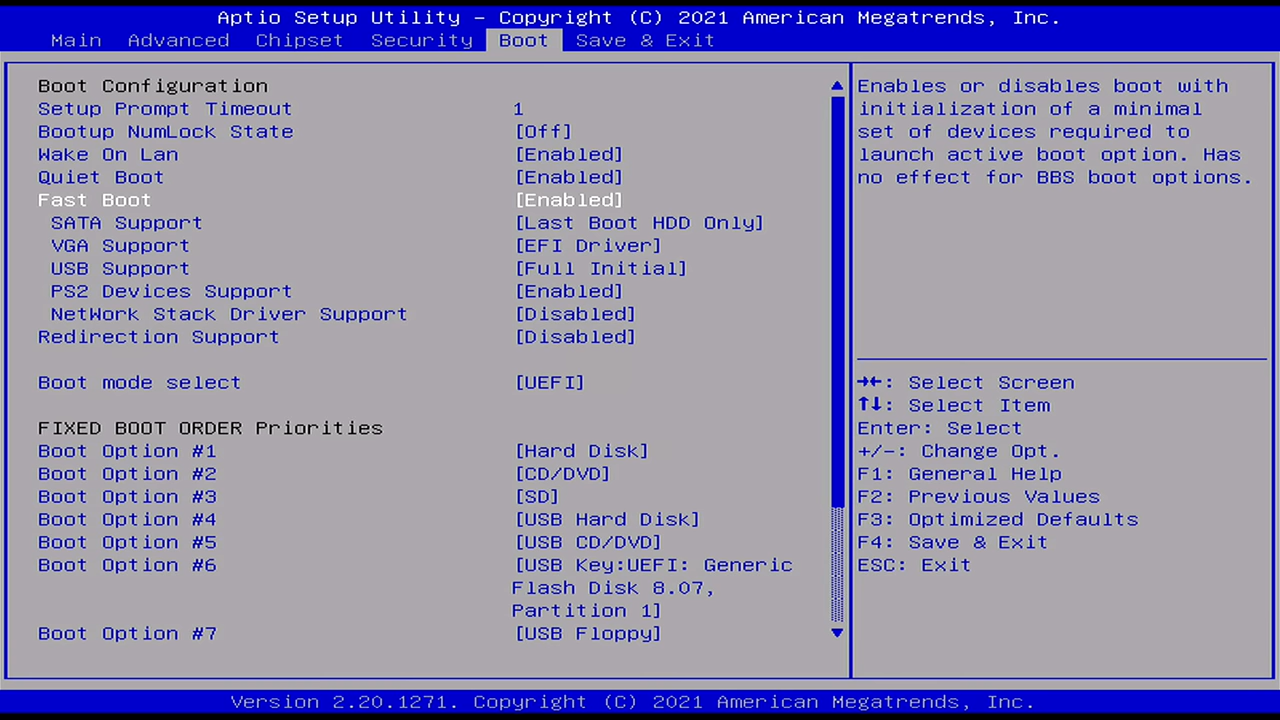 Aptio Setup Utility - Copyright (C) 2021 American Megatrends, Inc.
Main Advanced Chipset Security Boot Save & Exit
Boot Configuration
Setup Prompt Timeout 1
Bootup NumLock State [Off]
Wake On Lan [Enabled]
Quiet Boot [Enabled]
Fast Boot [Enabled]
SATA Support [Last Boot HDD Only]
VGA Support [EFI Driver]
USB Support [Full Initial]
PS2 Devices Support [Enabled]
NetWork Stack Driver Support [Disabled]
Redirection Support [Disabled]
Boot mode select [UEFI]
FIXED BOOT ORDER Priorities
Boot Option #1 [Hard Disk]
Boot Option #2 [CD/DVD]
Boot Option #3 [SD]
Boot Option #4 [USB Hard Disk]
Boot Option #5 [USB CD/DVD]
Boot Option #6 [USB Key:UEFI: Generic
Flash Disk 8.07,
Partition 1]
Boot Option #7 [USB Floppy]
Enables or disables boot with
initialization of a minimal
set of devices required to
launch active boot option. Has
no effect for BBS boot options.
→←: Select Screen
↑↓: Select Item
Enter: Select
+/-: Change Opt.
F1: General Help
F2: Previous Values
F3: Optimized Defaults
F4: Save & Exit
ESC: Exit
Version 2.20.1271. Copyright (C) 2021 American Megatrends, Inc.